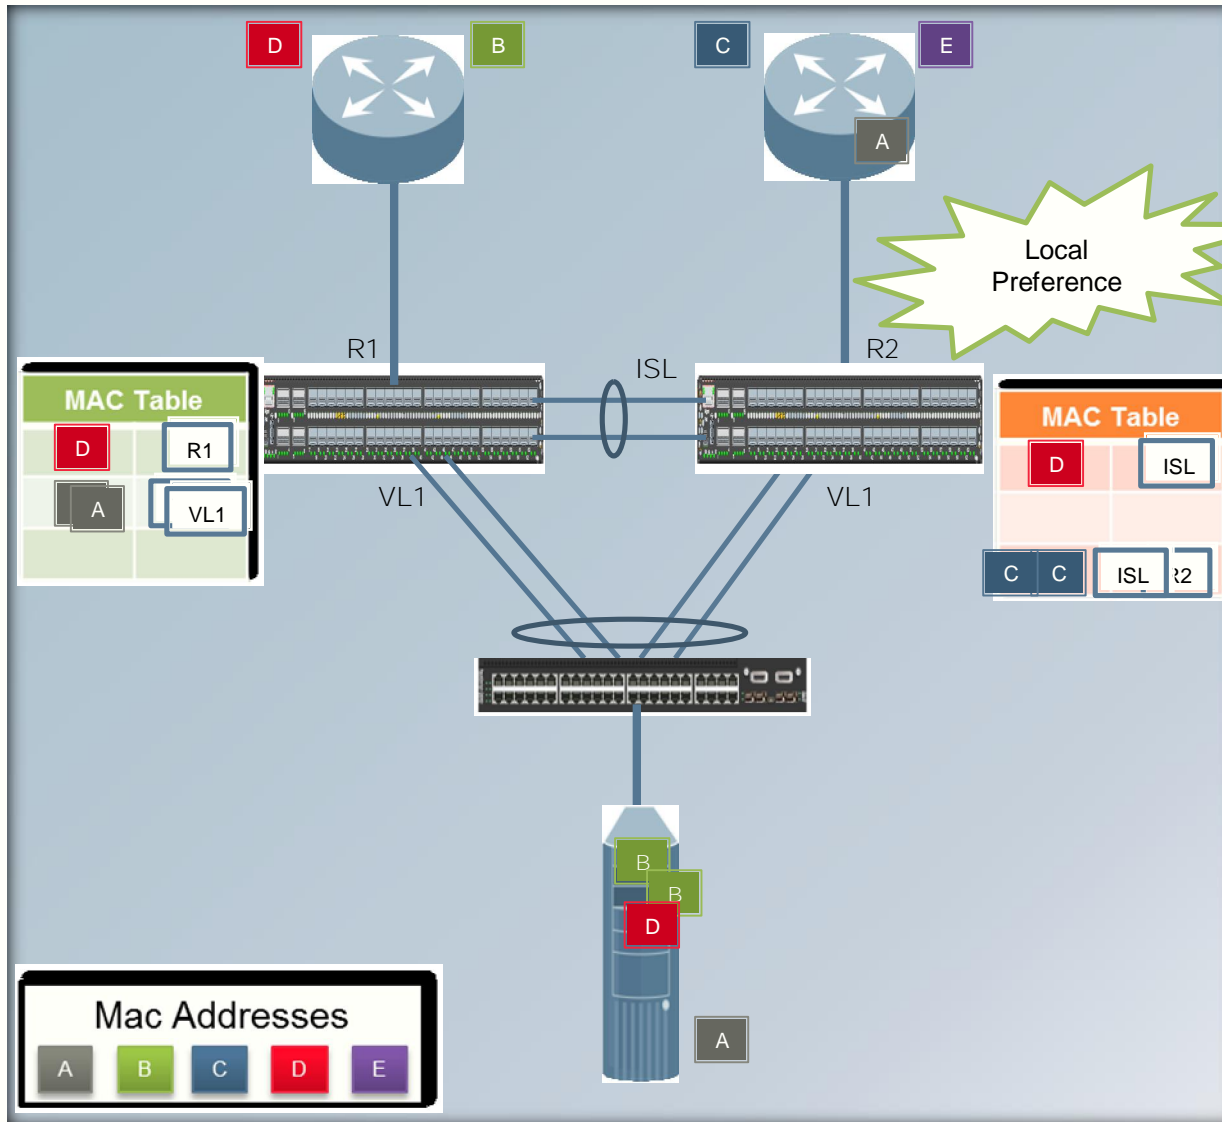 D
B
C
E
A
Local
Preference
R1
ISL
R2
MAC Table
D
R1
A
VL1
MAC Table
D
ISL
C
C
ISL
VL1
VL1
B
B
D
A
Mac Addresses
A
B
C
D
E